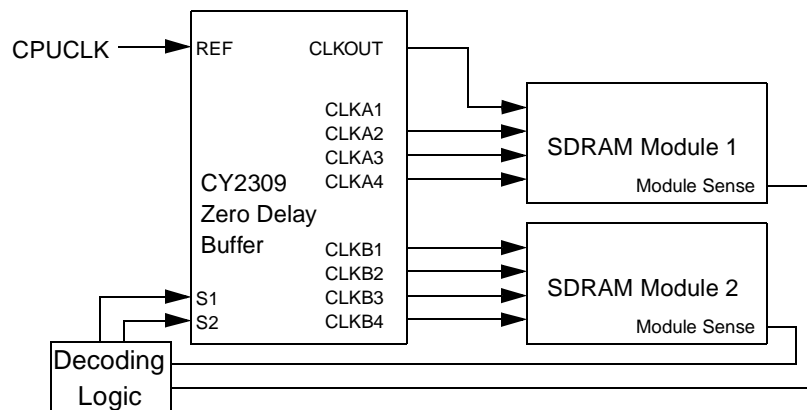 CPUCLK
REF
CLKOUT
CLKA1
CLKA2
CLKA3
CLKA4
CY2309
Zero Delay
Buffer
CLKB1
CLKB2
CLKB3
CLKB4
S1
S2
SDRAM Module 1
Module Sense
SDRAM Module 2
Module Sense
Decoding
Logic